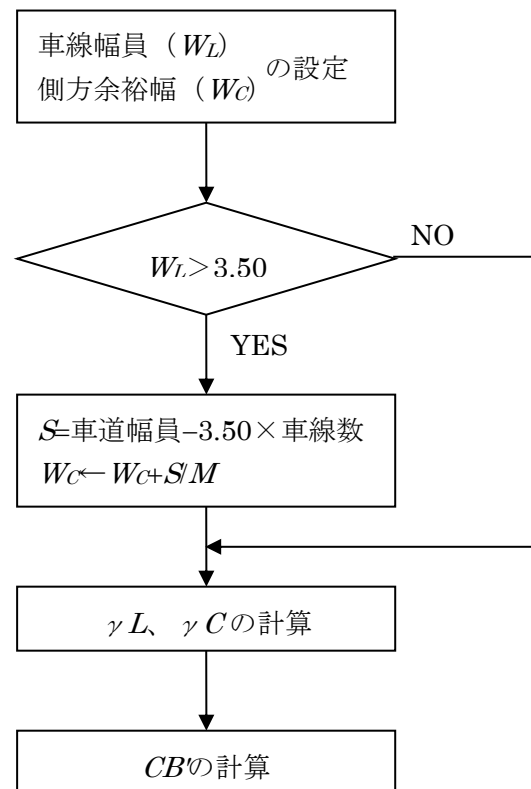 車線幅員（WL）
側方余裕幅（WC）
の設定
WL＞3.50
NO
YES
S=車道幅員−3.50×車線数
WC←WC+S/M
γL、γCの計算
CB'の計算